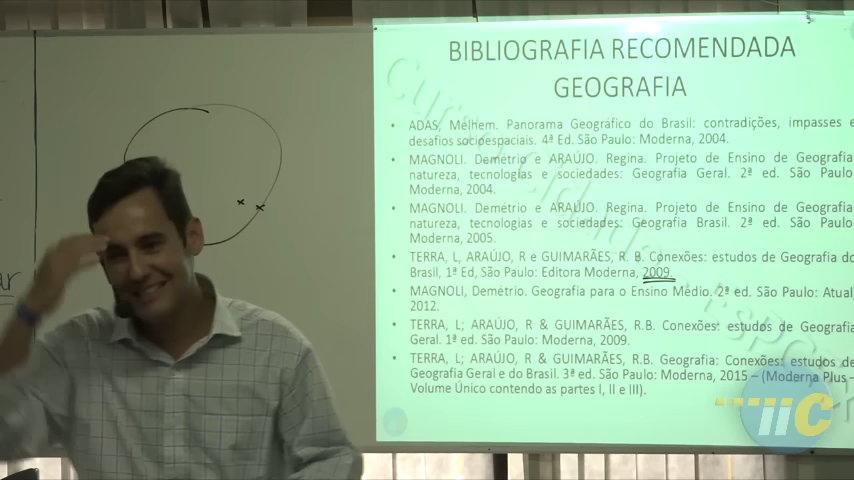 BIBLIOGRAFIA RECOMENDADA
GEOGRAFIA
• ADAS, Melhem. Panorama Geográfico do Brasil: contradições, impasses e
desafios socioespaciais. 4ª Ed. São Paulo: Moderna, 2004.
• MAGNOLI. Demétrio e ARAÚJO. Regina. Projeto de Ensino de Geografia
natureza, tecnologias e sociedades: Geografia Geral. 2ª ed. São Paulo
Moderna, 2004.
• MAGNOLI. Demétrio e ARAÚJO. Regina. Projeto de Ensino de Geografia
natureza, tecnologias e sociedades: Geografia Brasil. 2ª ed. São Paulo
Moderna, 2005.
• TERRA, L, ARAÚJO, R e GUIMARÃES, R. B. Conexões: estudos de Geografia do
Brasil, 1ª Ed, São Paulo: Editora Moderna, 2009.
• MAGNOLI, Demétrio. Geografia para o Ensino Médio. 2ª ed. São Paulo: Atual,
2012.
• TERRA, L; ARAÚJO, R & GUIMARÃES, R.B. Conexões: estudos de Geografia
Geral. 1ª ed. São Paulo: Moderna, 2009.
• TERRA, L; ARAÚJO, R & GUIMARÃES, R.B. Geografia: Conexões: estudos de
Geografia Geral e do Brasil. 3ª ed. São Paulo: Moderna, 2015 – (Moderna Plus –
Volume Único contendo as partes I, II e III).
Curso Cidade
iiC